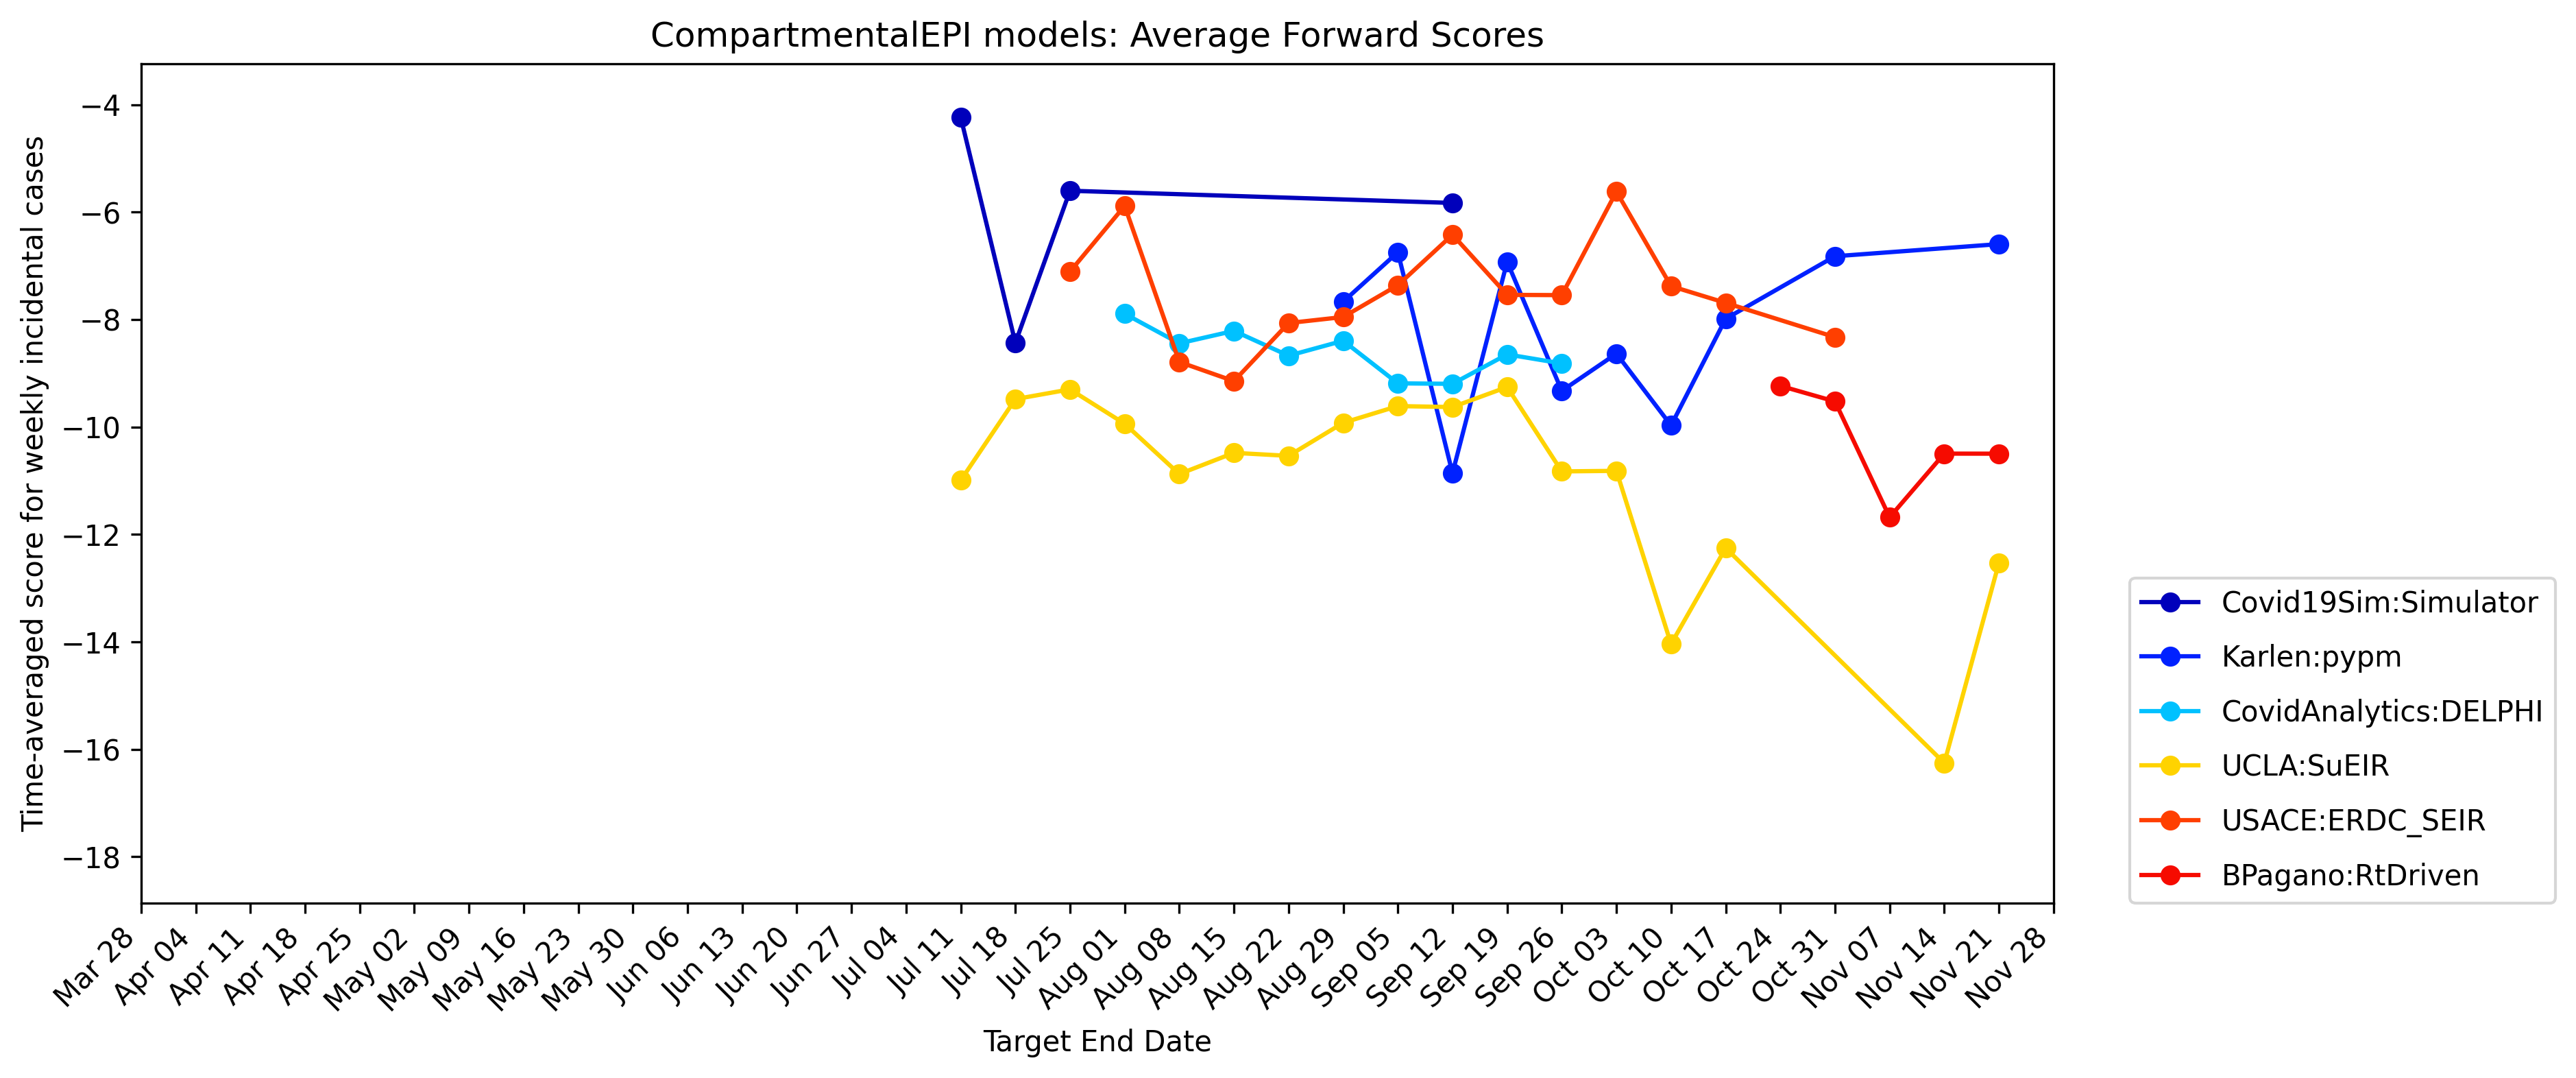 CompartmentalEPI models: Average Forward Scores
Time-averaged score for weekly incidental cases
−4
−6
−8
−10
−12
−14
−16
−18
Mar 28
Apr 04
Apr 11
Apr 18
Apr 25
May 02
May 09
May 16
May 23
May 30
Jun 06
Jun 13
Jun 20
Jun 27
Jul 04
Jul 11
Jul 18
Jul 25
Aug 01
Aug 08
Aug 15
Aug 22
Aug 29
Sep 05
Sep 12
Sep 19
Sep 26
Oct 03
Oct 10
Oct 17
Oct 24
Oct 31
Nov 07
Nov 14
Nov 21
Nov 28
Target End Date
Covid19Sim:Simulator
Karlen:pypm
CovidAnalytics:DELPHI
UCLA:SuEIR
USACE:ERDC_SEIR
BPagano:RtDriven